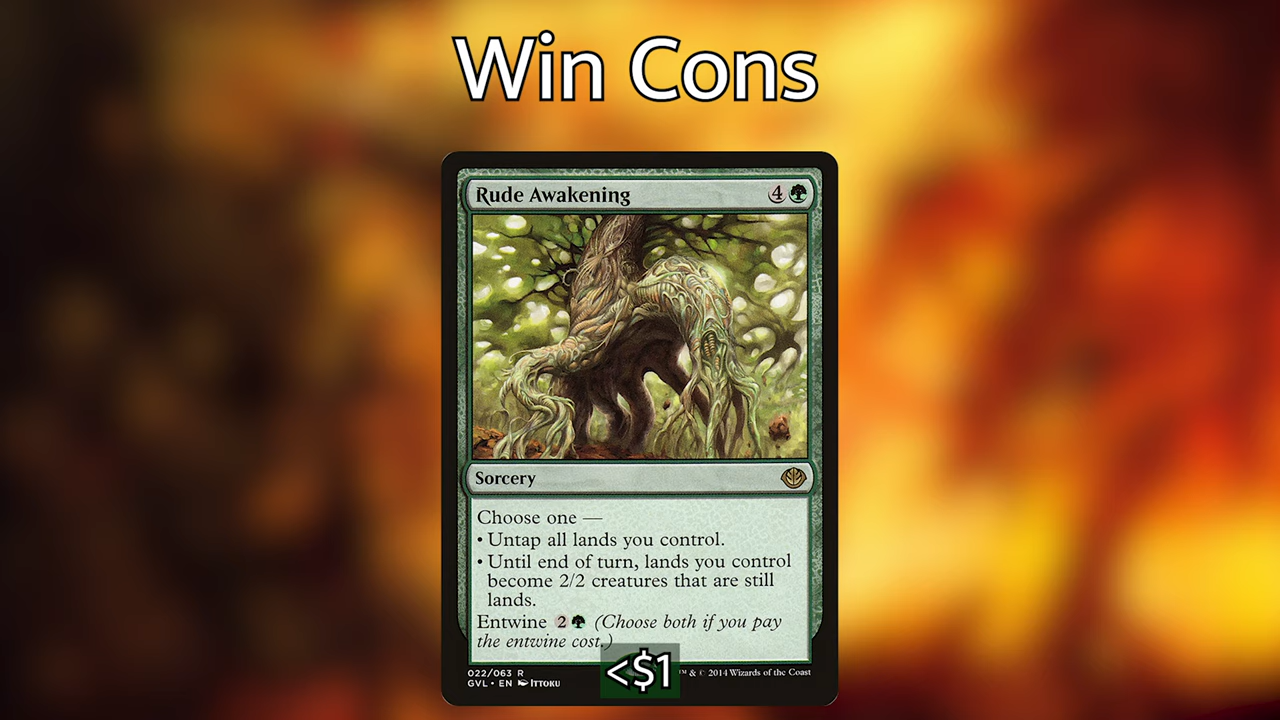 Win Cons
Rude Awakening 4
Sorcery
Choose one —
• Untap all lands you control.
• Until end of turn, lands you control
become 2/2 creatures that are still
lands.
Entwine 2 (Choose both if you pay
the entwine cost.)
<$1
022/063 R
™ & © 2014 Wizards of the Coast
GVL • EN ITTOKU